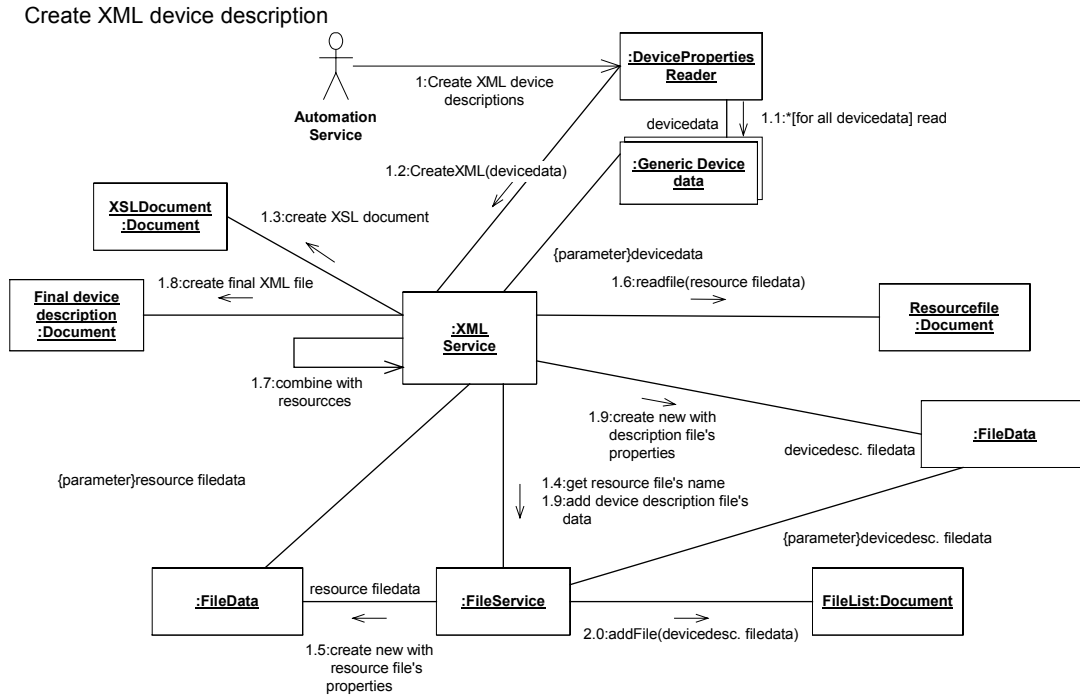 Create XML device description
:DeviceProperties
Reader
1:Create XML device
descriptions
Automation
Service
devicedata
1.1:*[for all devicedata] read
:Generic Device
data
1.2:CreateXML(devicedata)
XSLDocument
:Document
1.3:create XSL document
{parameter}devicedata
1.8:create final XML file
1.6:readfile(resource filedata)
Final device
description
:Document
:XML
Service
Resourcefile
:Document
1.7:combine with
resourcces
1.9:create new with
description file's
properties
:FileData
devicedesc. filedata
{parameter}resource filedata
1.4:get resource file's name
1.9:add device description file's
data
{parameter}devicedesc. filedata
:FileData
resource filedata
:FileService
FileList:Document
1.5:create new with
resource file's
properties
2.0:addFile(devicedesc. filedata)